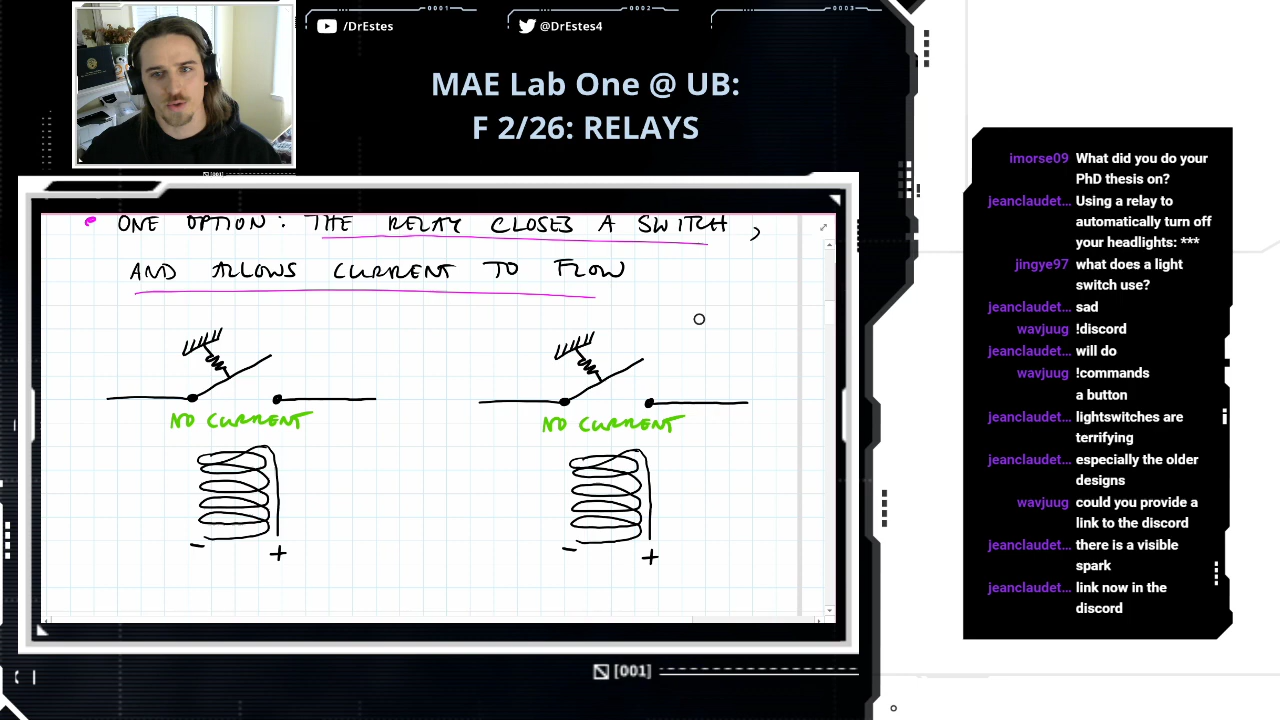 0001
0002
0003
/DrEstes
@DrEstes4
MAE Lab One @ UB:
F 2/26: RELAYS
[001]
• ONE OPTION: THE RELAY CLOSES A SWITCH,
AND ALLOWS CURRENT TO FLOW
NO CURRENT
NO CURRENT
- +
- +
[001]
imorse09 What did you do your
PhD thesis on?
jeanclaudet... Using a relay to
automatically turn off
your headlights: ***
jingye97 what does a light
switch use?
jeanclaudet... sad
wavjuug !discord
jeanclaudet... will do
wavjuug !commands
a button
jeanclaudet... lightswitches are
terrifying
jeanclaudet... especially the older
designs
wavjuug could you provide a
link to the discord
jeanclaudet... there is a visible
spark
jeanclaudet... link now in the
discord